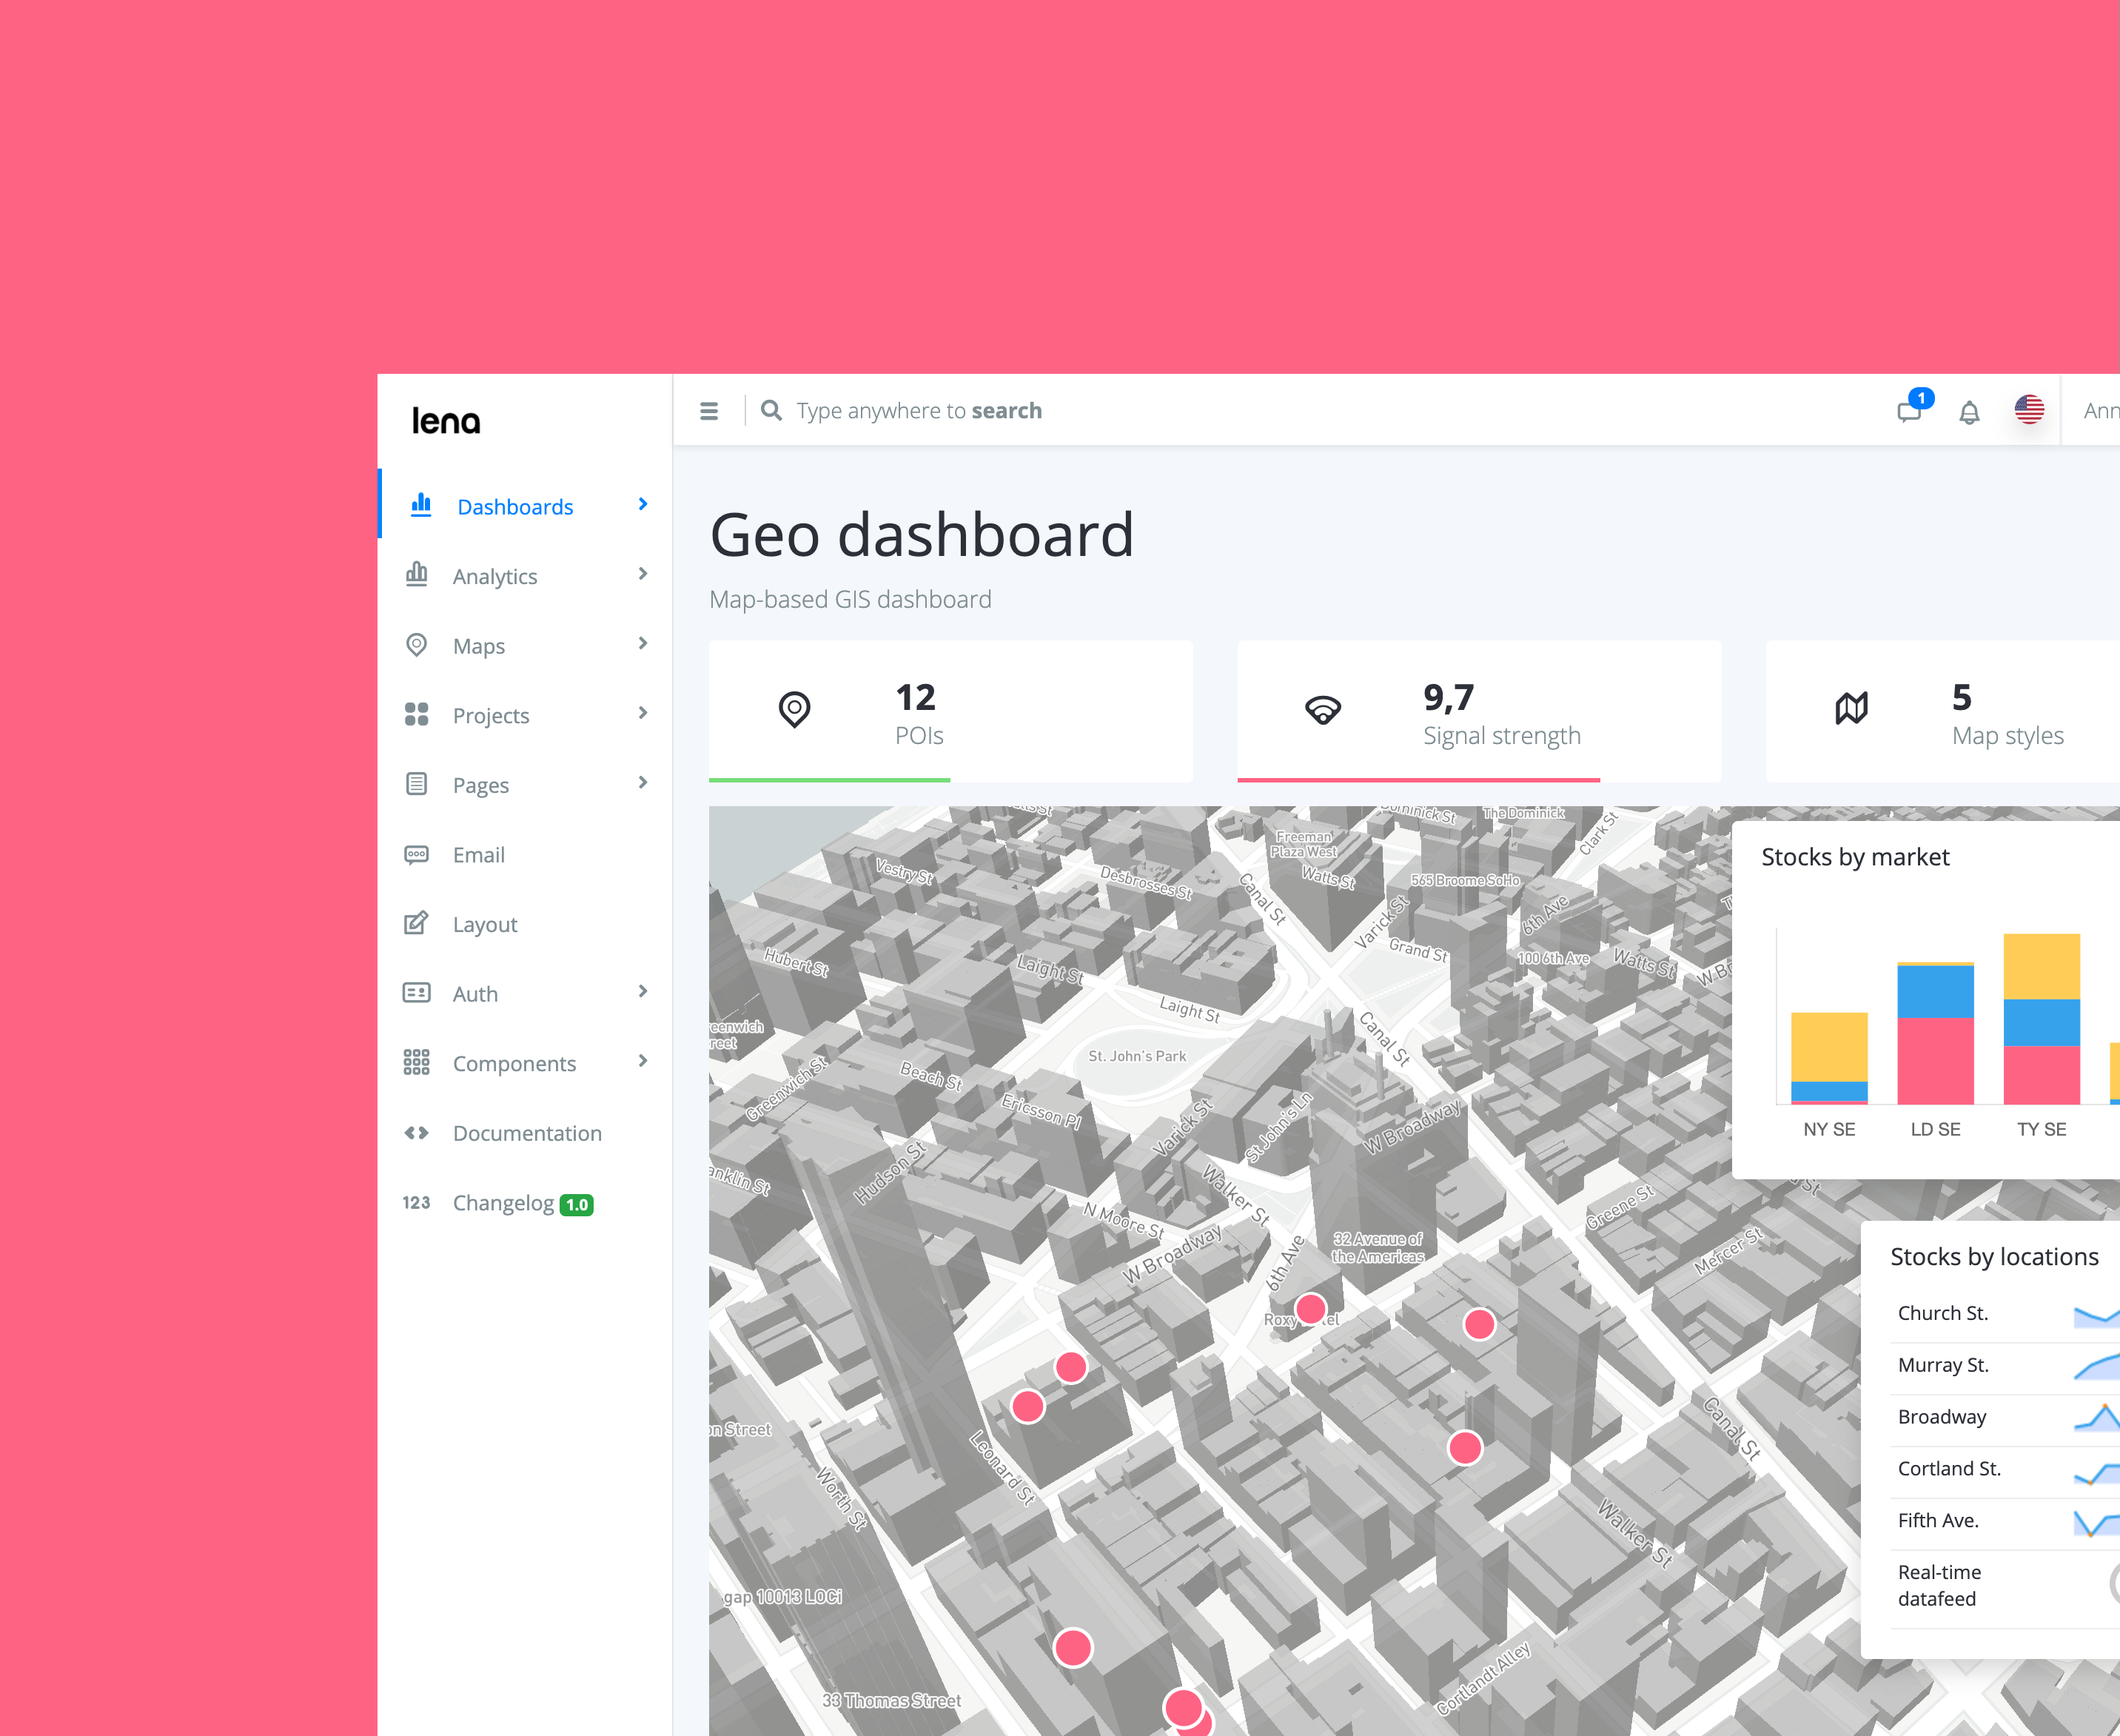 lena
Type anywhere to search
1
Ann
Dashboards
Analytics
Maps
Projects
Pages
Email
Layout
Auth
Components
Documentation
123 Changelog 1.0
Geo dashboard
Map-based GIS dashboard
12
POIs
9,7
Signal strength
5
Map styles
Dominick St
The Dominick
Clark St
Freeman
Plaza West
Vestry St
Desbrosses St
Canal St
Watts St
565 Broome SoHo
Varick St
6th Ave
Hubert St
Laight St
Grand St
100 6th Ave
Watts St
W Br
Laight St
Canal St
St. John's Park
Greenwich St
Beach St
Ericsson Pl
Varick St
St John's Ln
W Broadway
Hudson St
Walker St
N Moore St
W Broadway
6th Ave
32 Avenue of
the Americas
Greene St
Mercer St
Canal St
on Street
Leonard St
Worth St
Walker St
gap 10013 LOCi
33 Thomas Street
Cortlandt Alley
Stocks by market
NY SE
LD SE
TY SE
Stocks by locations
Church St.
Murray St.
Broadway
Cortland St.
Fifth Ave.
Real-time
datafeed